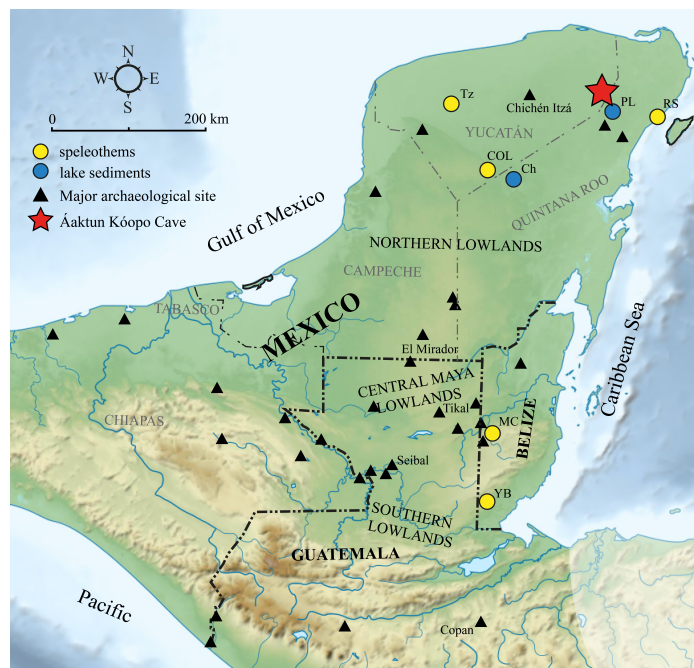 N
W E
S
0 200 km
speleothems
lake sediments
Major archaeological site
Áaktun Kóopo Cave
Tz
Chichén Itzá
PL
RS
YUCATÁN
COL
Ch
QUINTANA ROO
Gulf of Mexico
NORTHERN LOWLANDS
CAMPECHE
TABASCO
MEXICO
Caribbean Sea
El Mirador
CENTRAL MAYA
LOWLANDS
Tikal
CHIAPAS
MC
BELIZE
Seibal
YB
SOUTHERN
LOWLANDS
GUATEMALA
Pacific
Copan